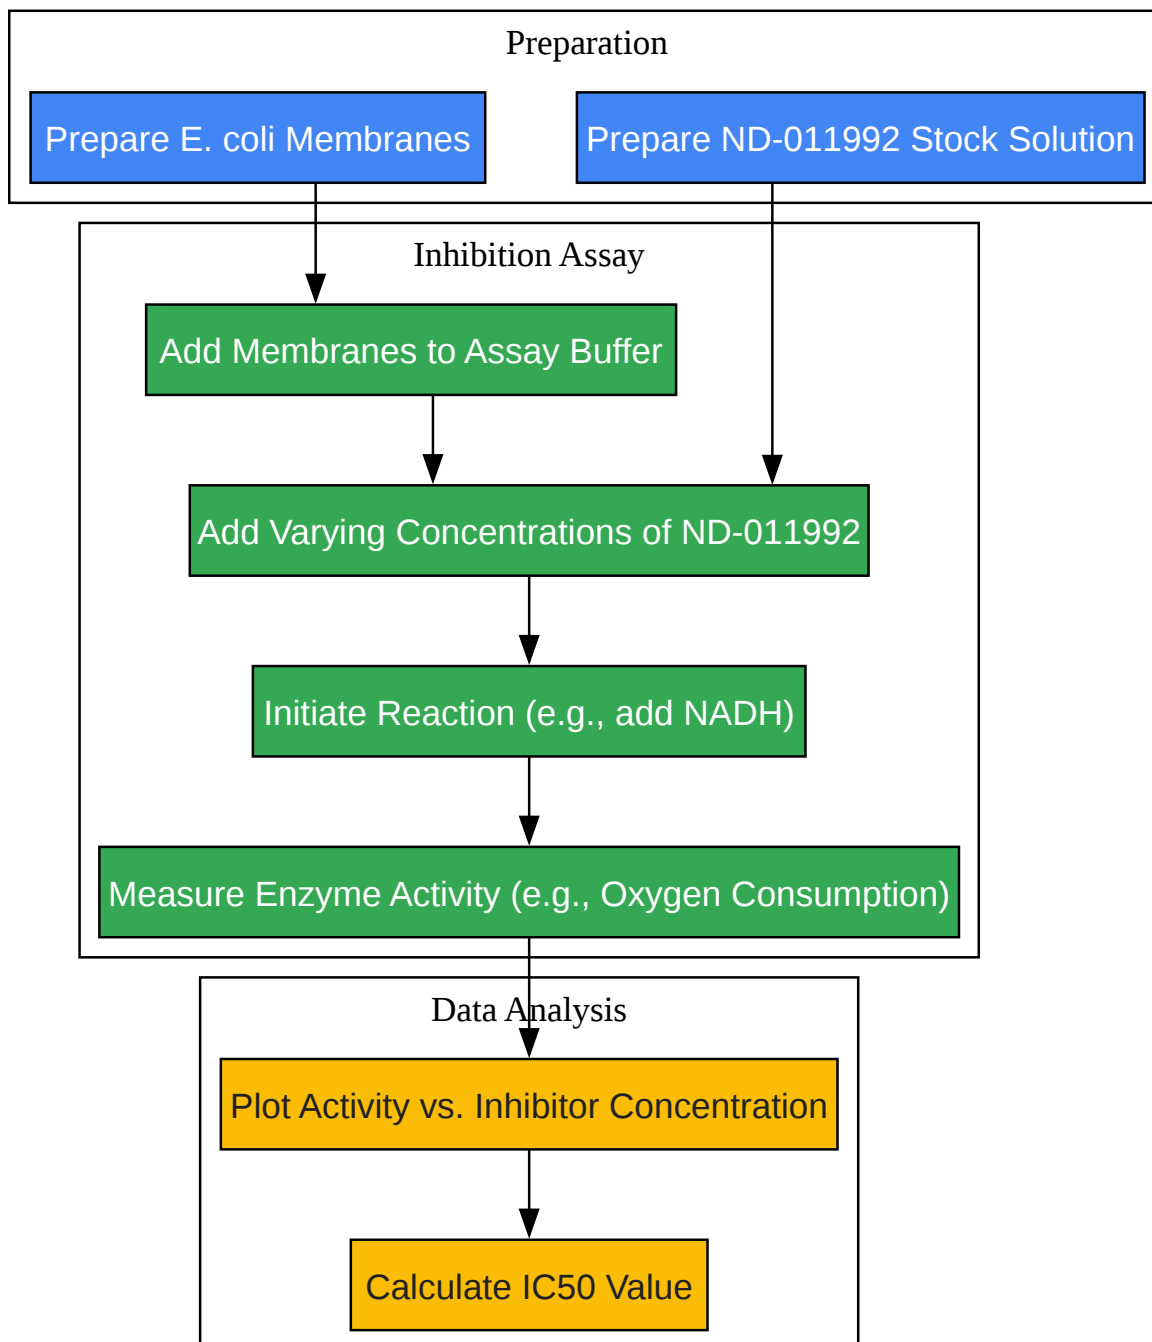 Preparation
Prepare E. coli Membranes
Prepare ND-011992 Stock Solution
Inhibition Assay
Add Membranes to Assay Buffer
Add Varying Concentrations of ND-011992
Initiate Reaction (e.g., add NADH)
Measure Enzyme Activity (e.g., Oxygen Consumption)
Data Analysis
Plot Activity vs. Inhibitor Concentration
Calculate IC50 Value